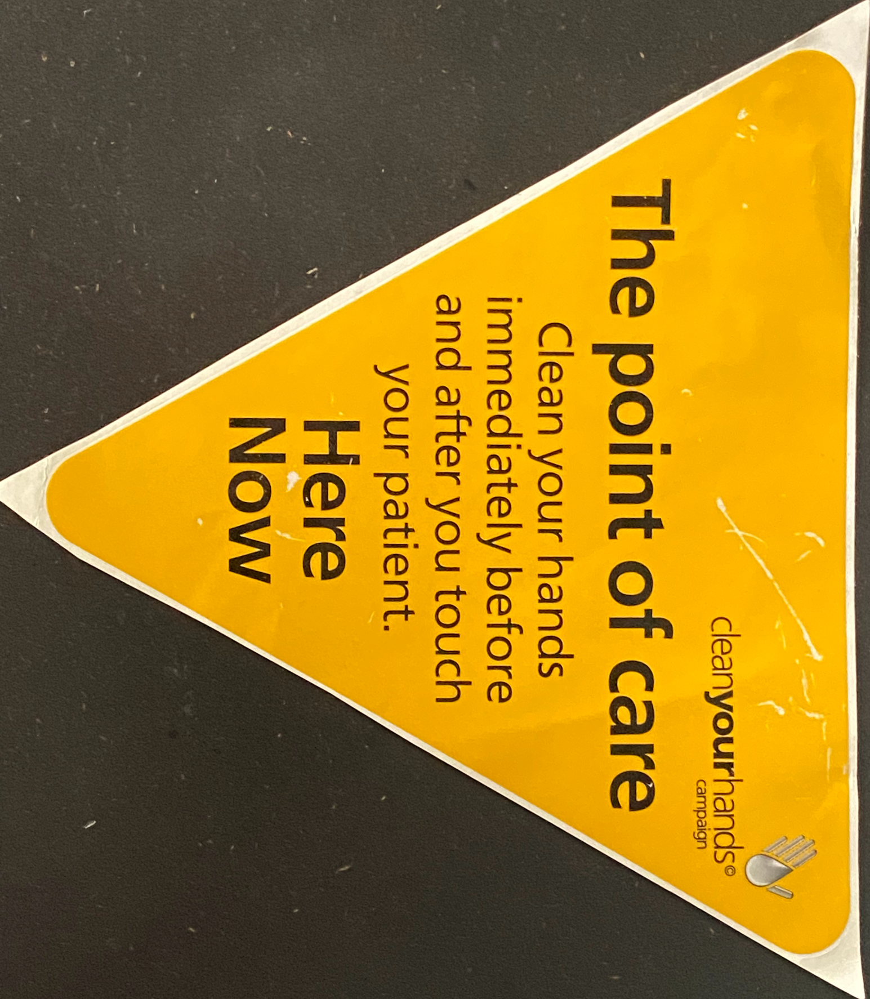 cleanyourhands©
campaign
The point of care
Clean your hands
immediately before
and after you touch
your patient.
Here
Now